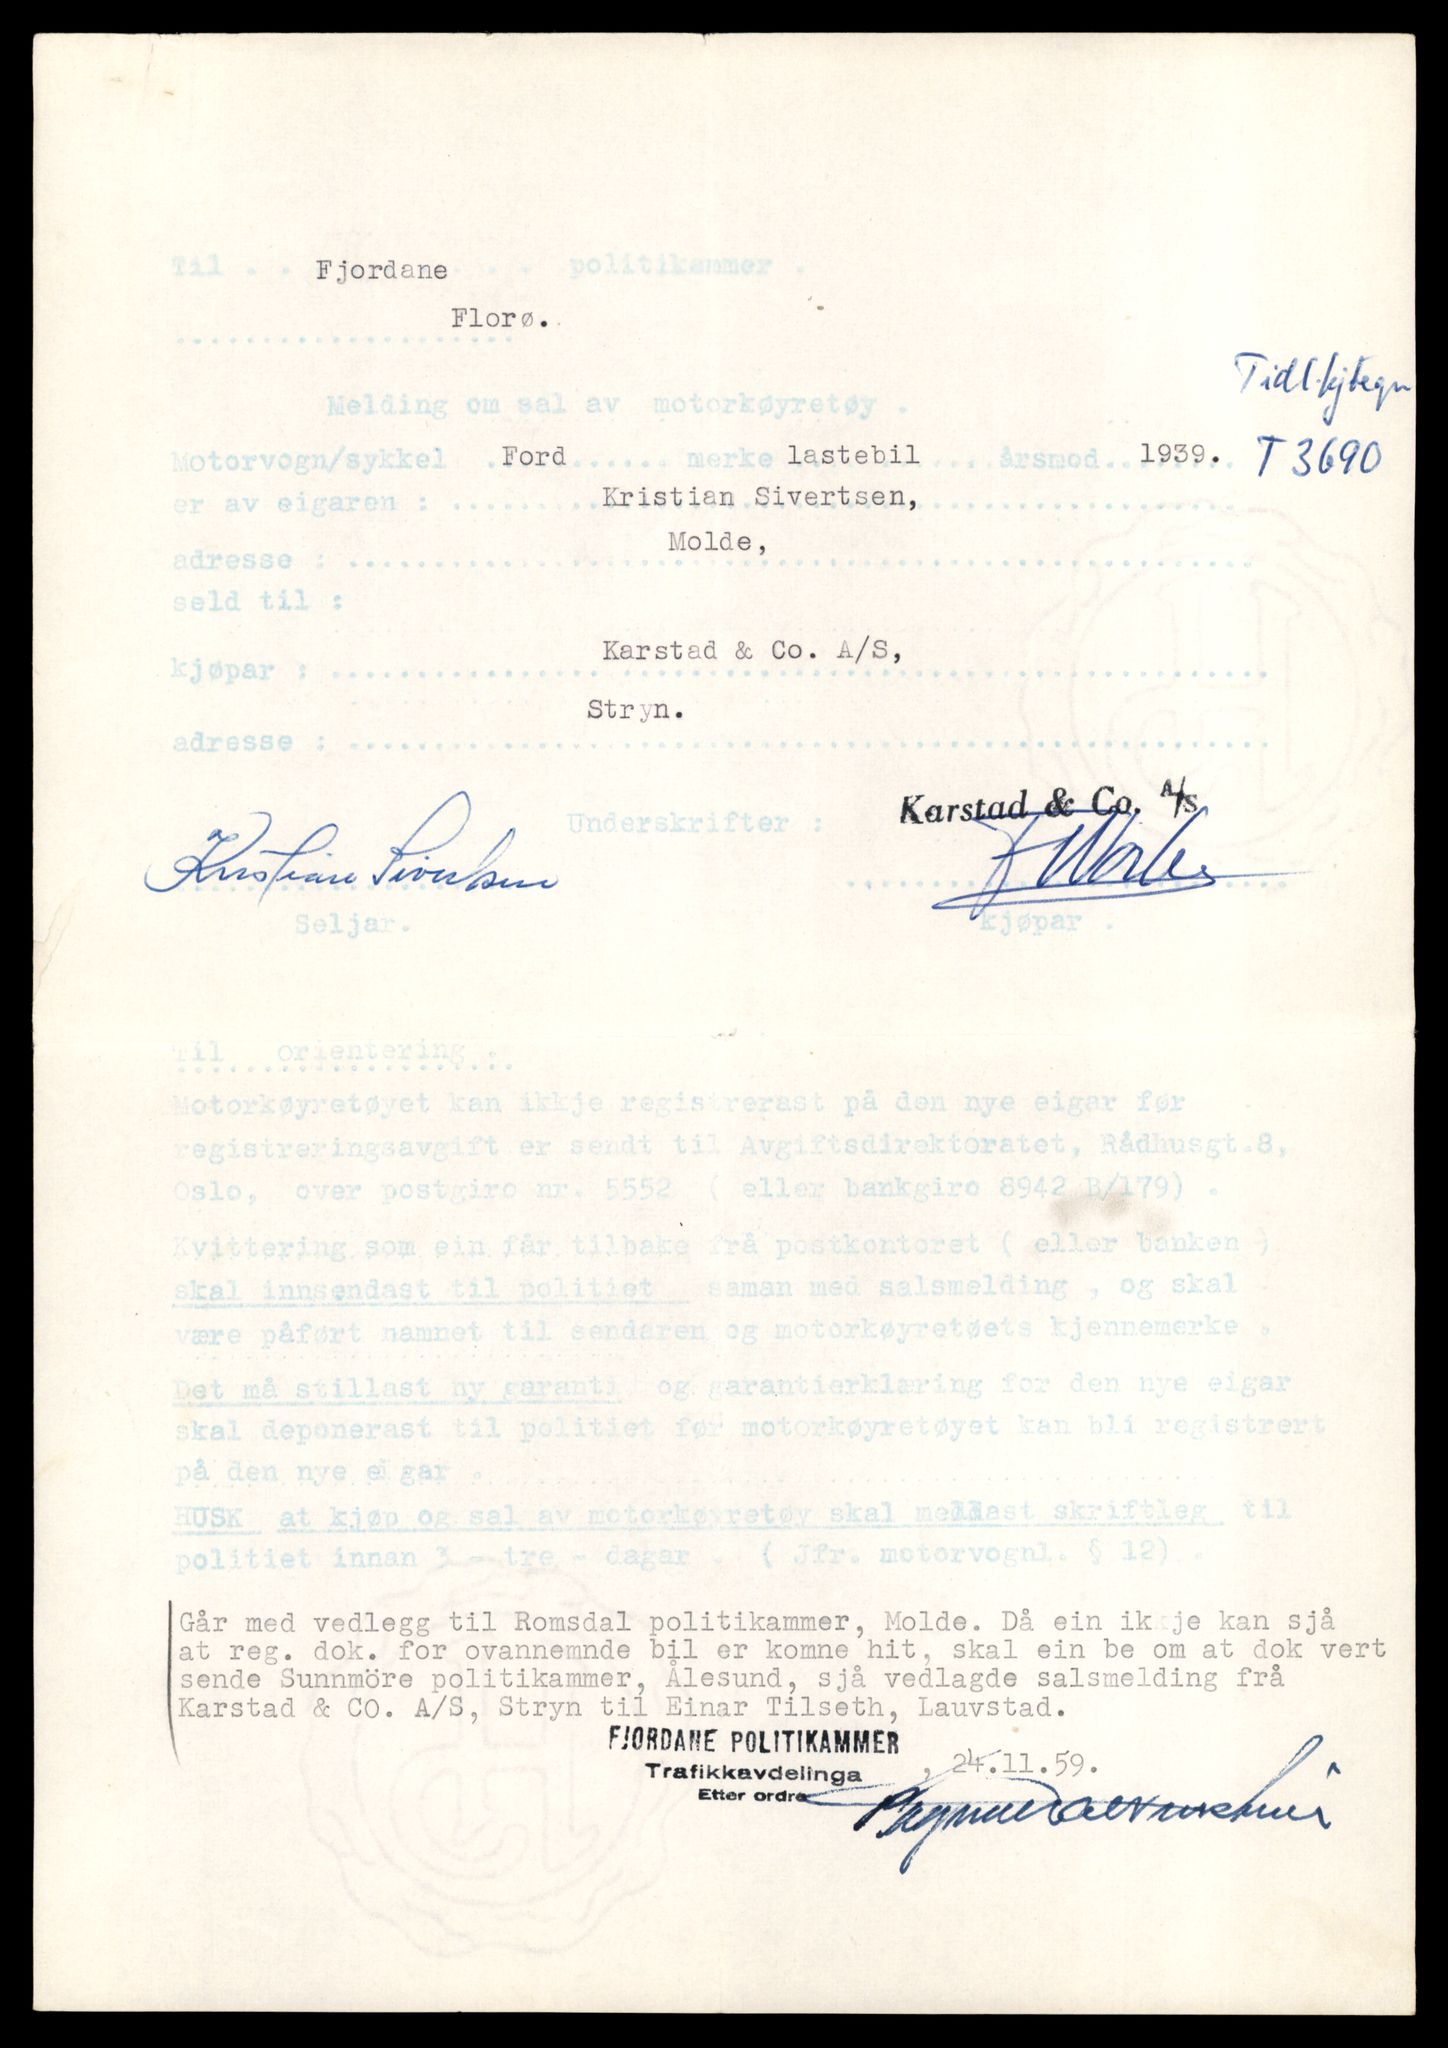 Til . . Fjordane . . . politikammer .
Florø.
Tidl. kjtegn
Melding om sal av motorkøyretøy .
Motorvogn/sykkel .. Ford ....... merke lastebil .. årsmod. 1939. T 3690
er av eigaren : Kristian Sivertsen,
Molde,
adresse :
seld til :
Karstad & Co. A/S,
kjøpar :
Stryn.
adresse :
Karstad & Co. A/S
Underskrifter :
Kristian Sivertsen
Seljar. kjøpar .
Til orientering .
Motorkøyretøyet kan ikkje registrerast på den nye eigar før
registreringsavgift er sendt til Avgiftsdirektoratet, Rådhusgt.8,
Oslo, over postgiro nr. 5552 ( eller bankgiro 8942 B/179) .
Kvittering som ein får tilbake frå postkontoret ( eller banken )
skal innsendast til politiet saman med salsmelding , og skal
være påført namnet til sendaren og motorkøyretøets kjennemerke .
Det må stillast ny garanti og garantierklæring for den nye eigar
skal deponerast til politiet før motorkøyretøyet kan bli registrert
på den nye eigar .
HUSK at kjøp og sal av motorkøyretøy skal meldast skriftleg til
politiet innan 3 - tre - dagar . ( Jfr. motorvognl. § 12) .
Går med vedlegg til Romsdal politikammer, Molde. Då ein ikkje kan sjå
at reg. dok. for ovannemnde bil er komne hit, skal ein be om at dok vert
sende Sunnmöre politikammer, Ålesund, sjå vedlagde salsmelding frå
Karstad & CO. A/S, Stryn til Einar Tilseth, Lauvstad.
FJORDANE POLITIKAMMER
Trafikkavdelinga , 24.11.59.
Etter ordre